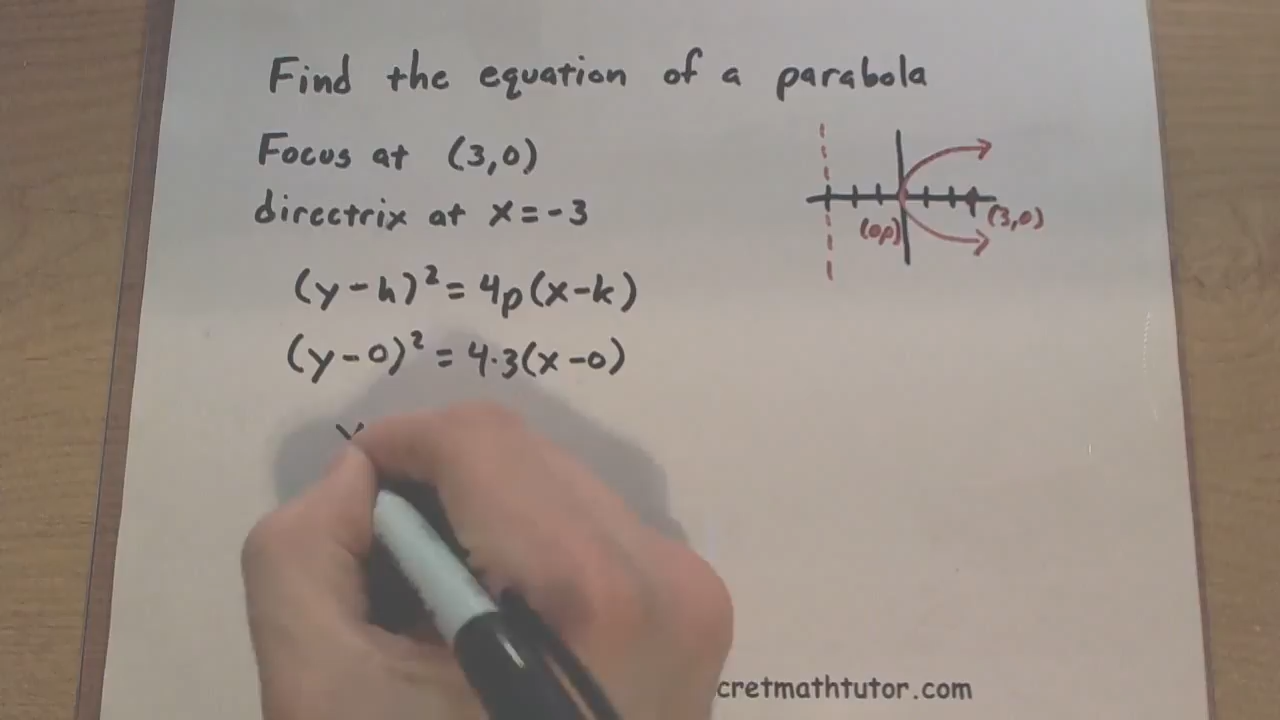 Find the equation of a parabola
Focus at (3,0)
directrix at x=-3
(3,0)
(0,0)
(y-h)²=4p(x-k)
(y-0)²=4·3(x-0)
y
cretmathtutor.com